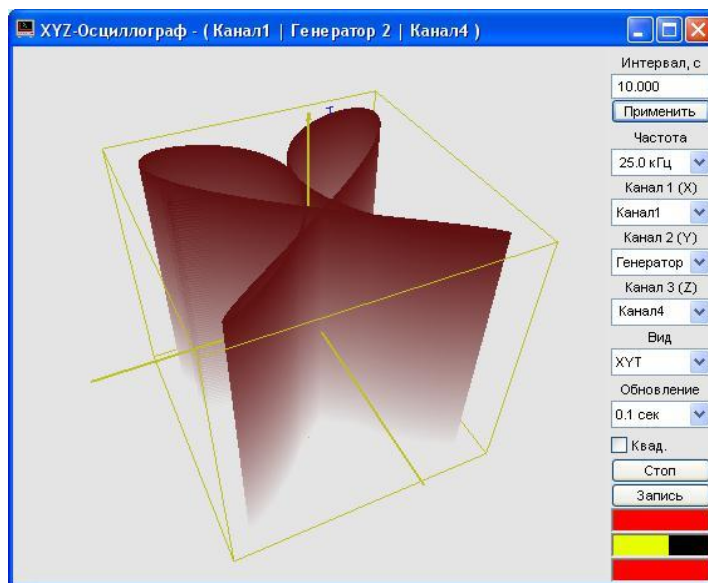 XYZ-Осциллограф - ( Канал1 | Генератор 2 | Канал4 )
Интервал, с
10.000
Применить
Частота
25.0 кГц
Канал 1 (X)
Канал1
Канал 2 (Y)
Генератор
Канал 3 (Z)
Канал4
Вид
XYT
Обновление
0.1 сек
Квад.
Стоп
Запись
T